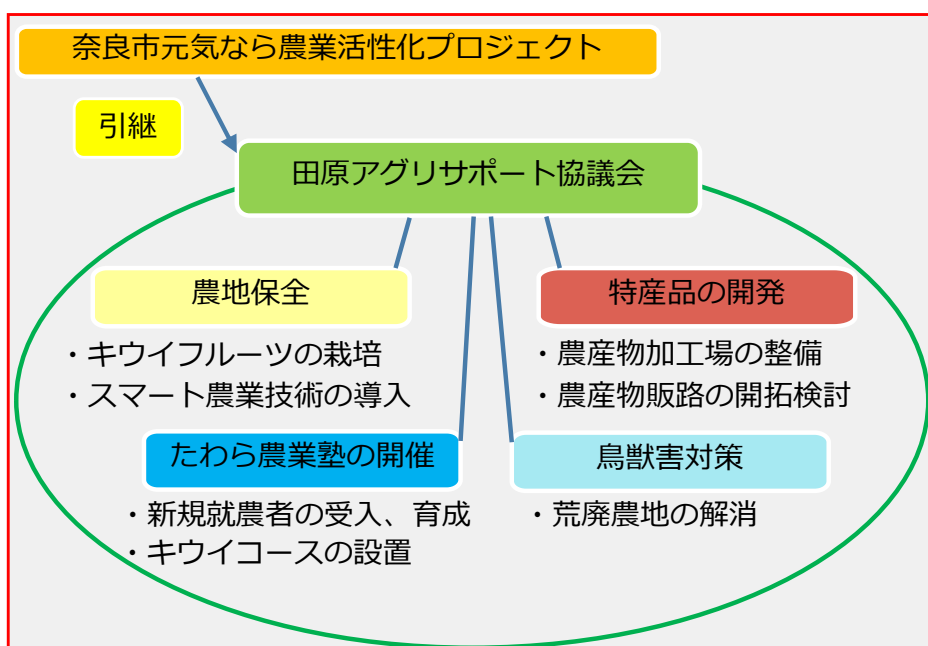 奈良市元気なら農業活性化プロジェクト
引継
田原アグリサポート協議会
農地保全
・キウイフルーツの栽培
・スマート農業技術の導入
特産品の開発
・農産物加工場の整備
・農産物販路の開拓検討
たわら農業塾の開催
・新規就農者の受入、育成
・キウイコースの設置
鳥獣害対策
・荒廃農地の解消